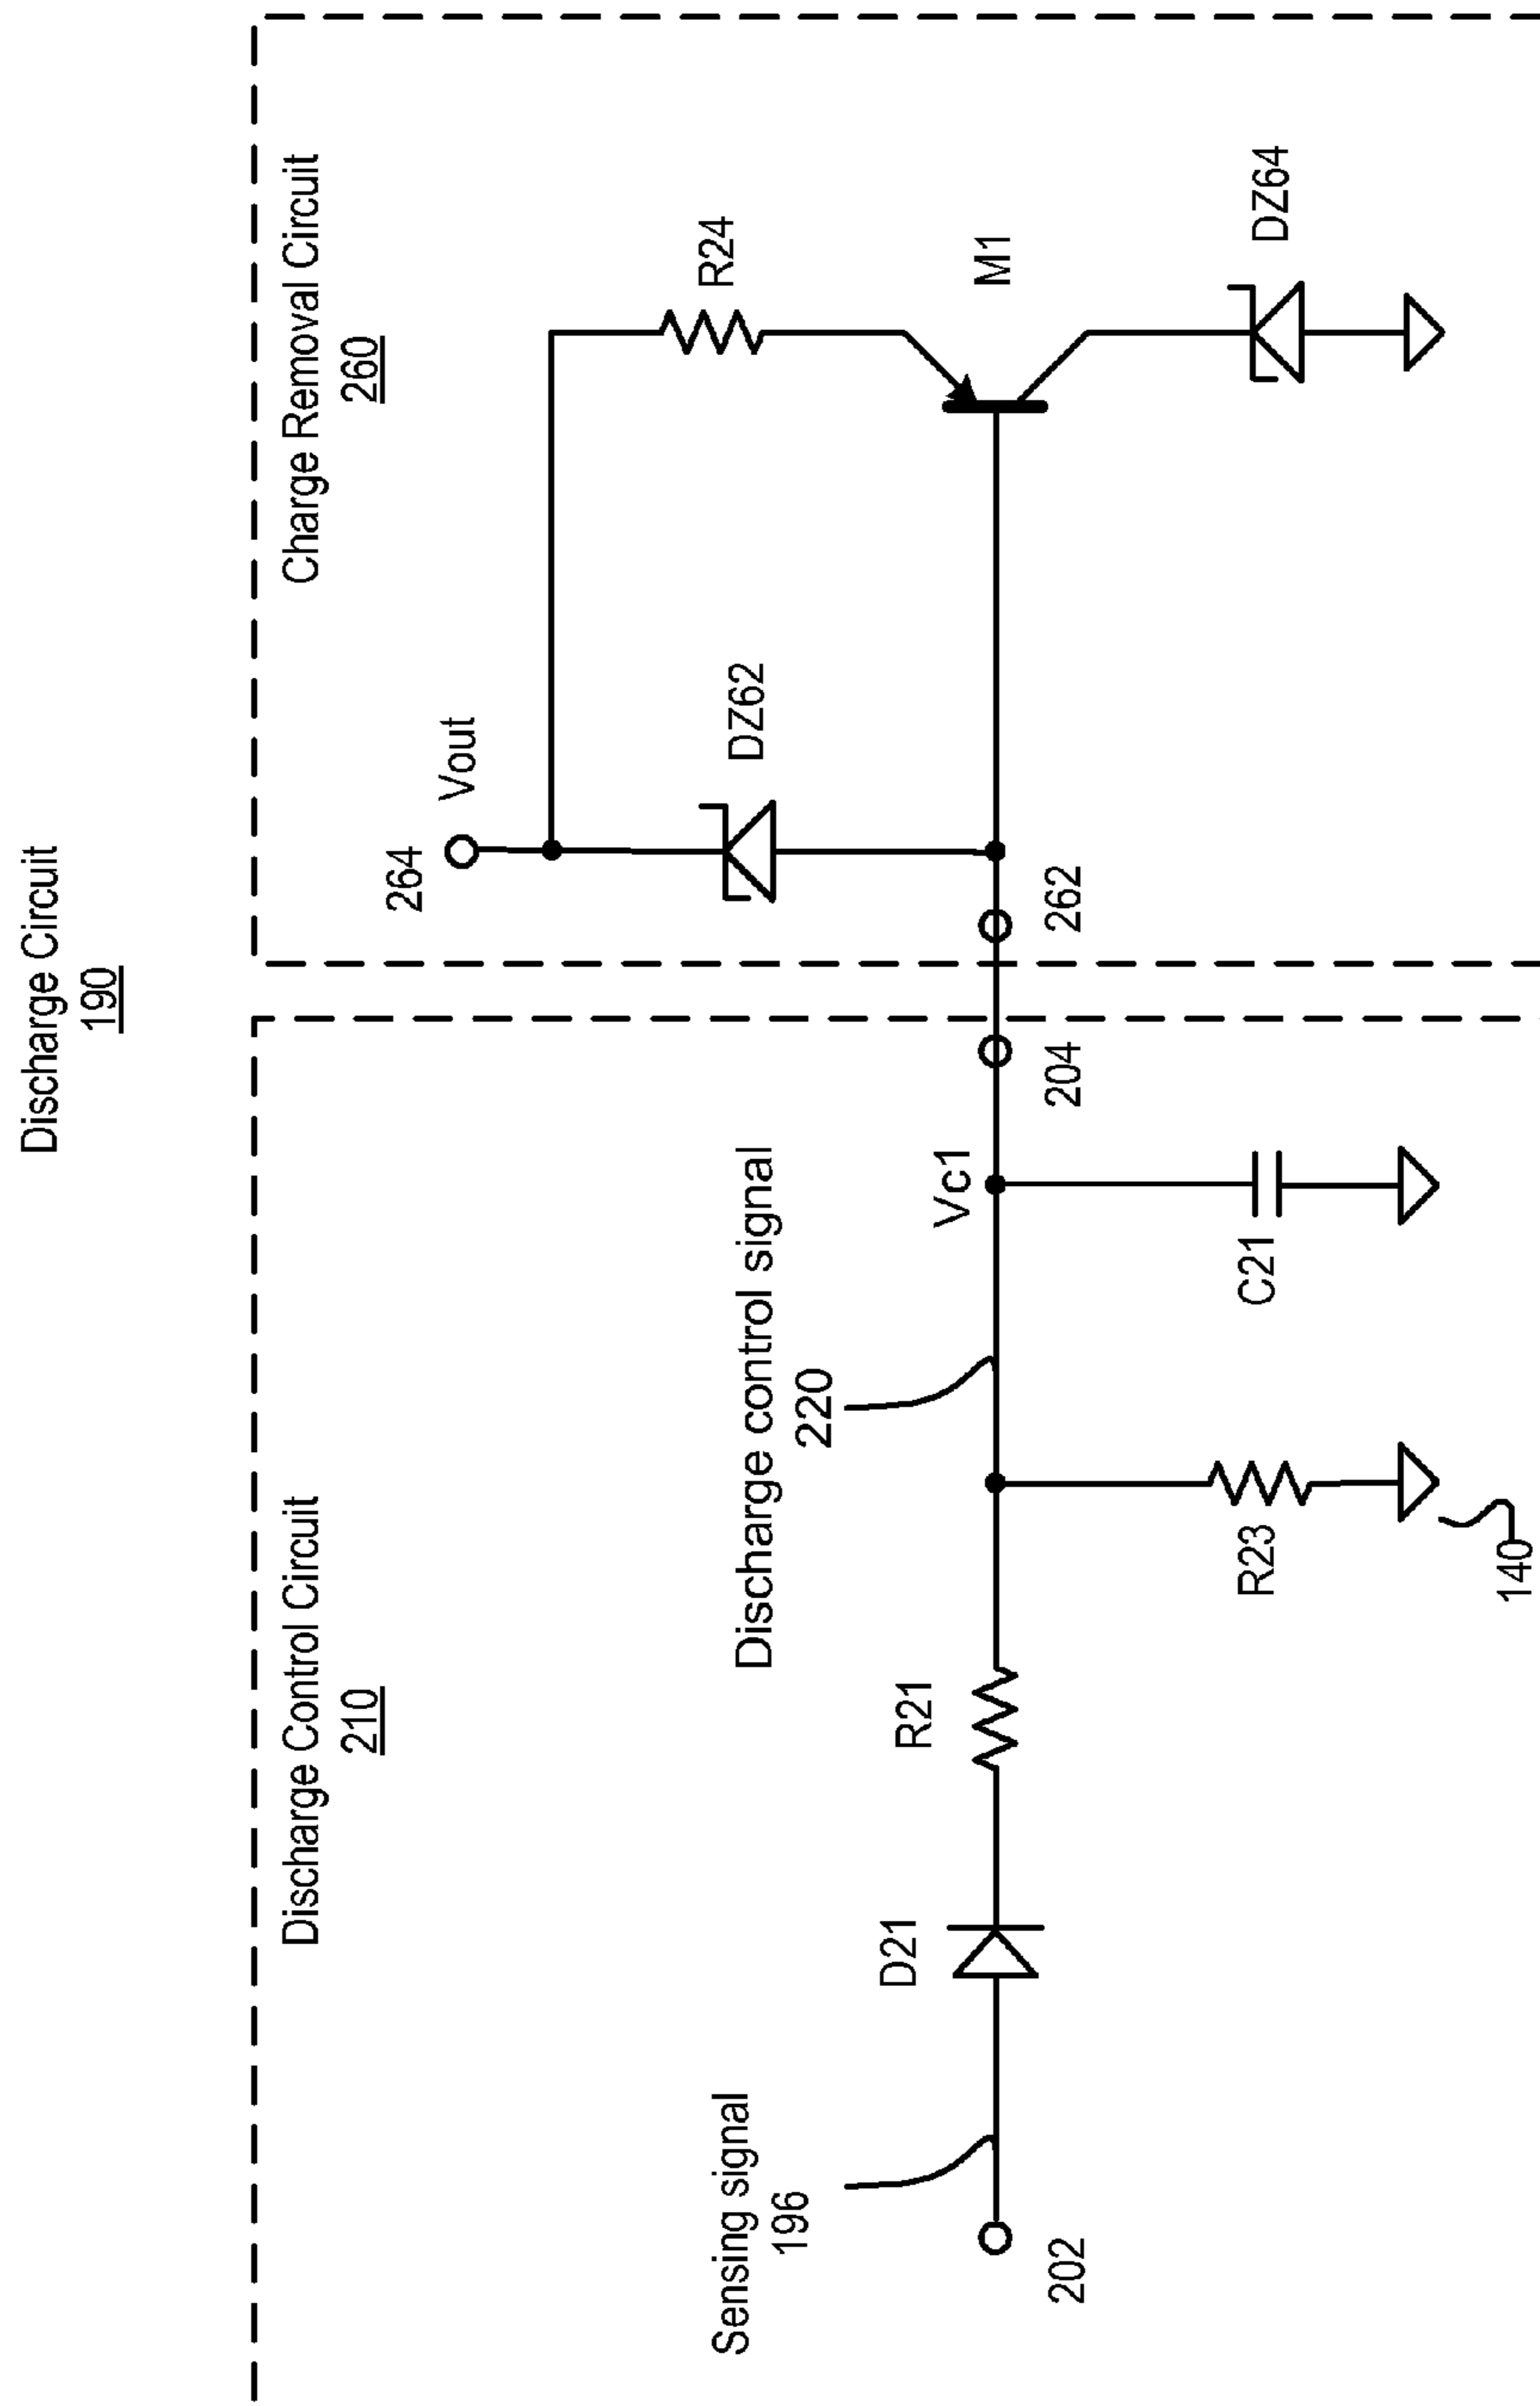 Discharge Circuit
190
Discharge Control Circuit
210
Charge Removal Circuit
260
Sensing signal
196
202
D21
R21
Discharge control signal
220
R23
140
Vc1
C21
204
262
264
Vout
DZ62
R24
M1
DZ64